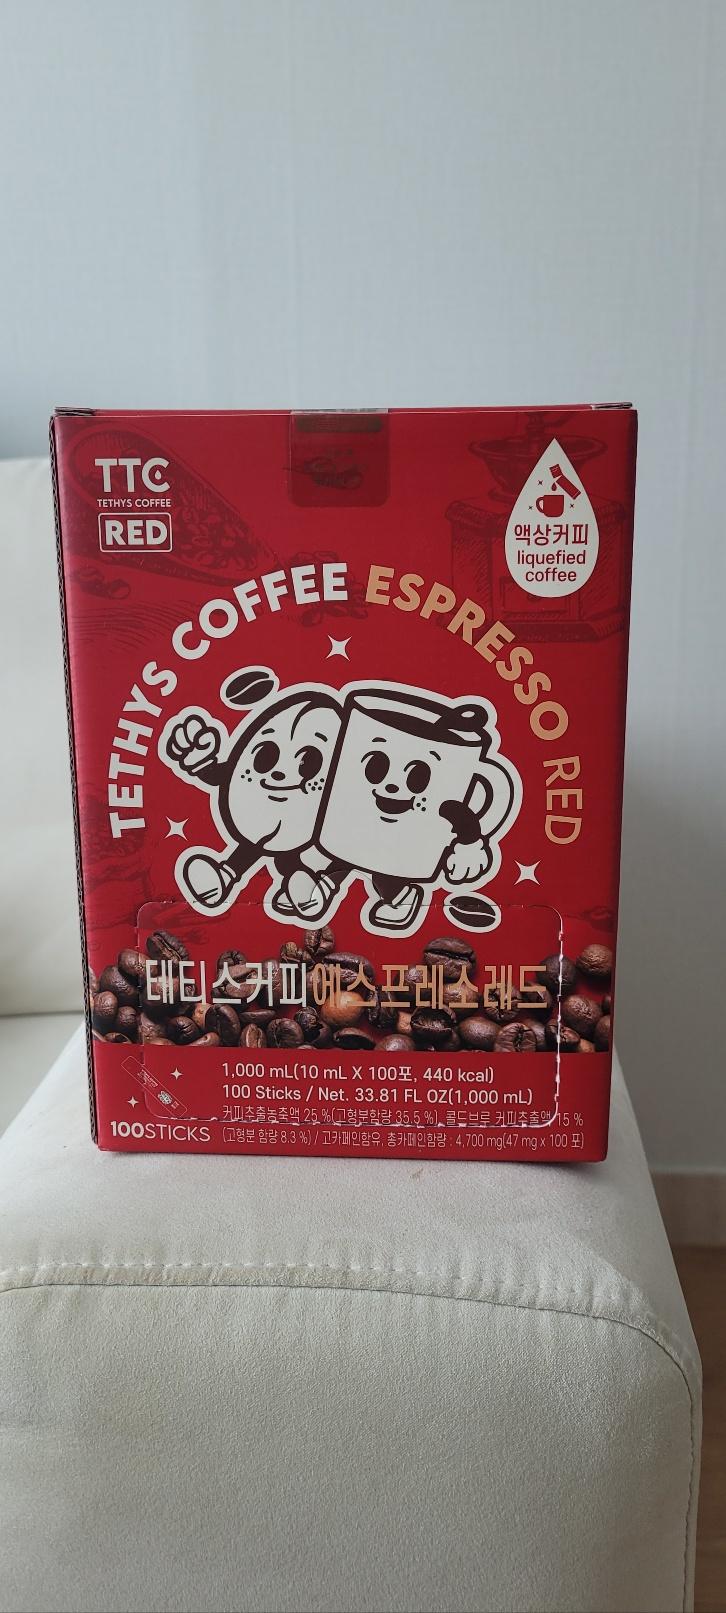 TTC
TETHYS COFFEE
RED
액상커피
liquefied
coffee
TETHYS COFFEE ESPRESSO RED
테티스커피에스프레소레드
1,000 mL(10 mL X 100포, 440 kcal)
100 Sticks / Net. 33.81 FL OZ(1,000 mL)
커피추출농축액 25 %(고형분함량 35.5 %), 콜드브루 커피추출액 15 %
100STICKS
(고형분 함량 8.3 %) / 고카페인함유, 총카페인함량 : 4,700 mg(47 mg x 100 포)